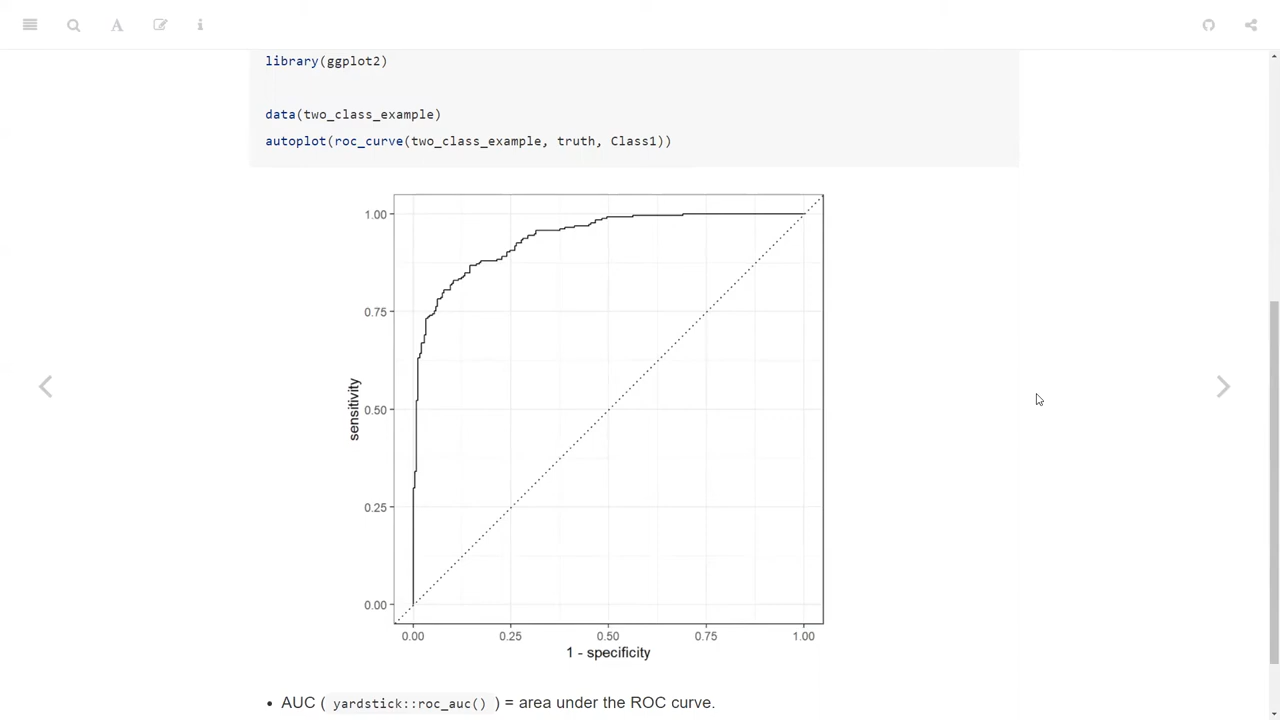 library(ggplot2)
data(two_class_example)
autoplot(roc_curve(two_class_example, truth, Class1))
1.00
0.75
0.50
0.25
0.00
sensitivity
0.00 0.25 0.50 0.75 1.00
1 - specificity
• AUC ( yardstick::roc_auc() ) = area under the ROC curve.